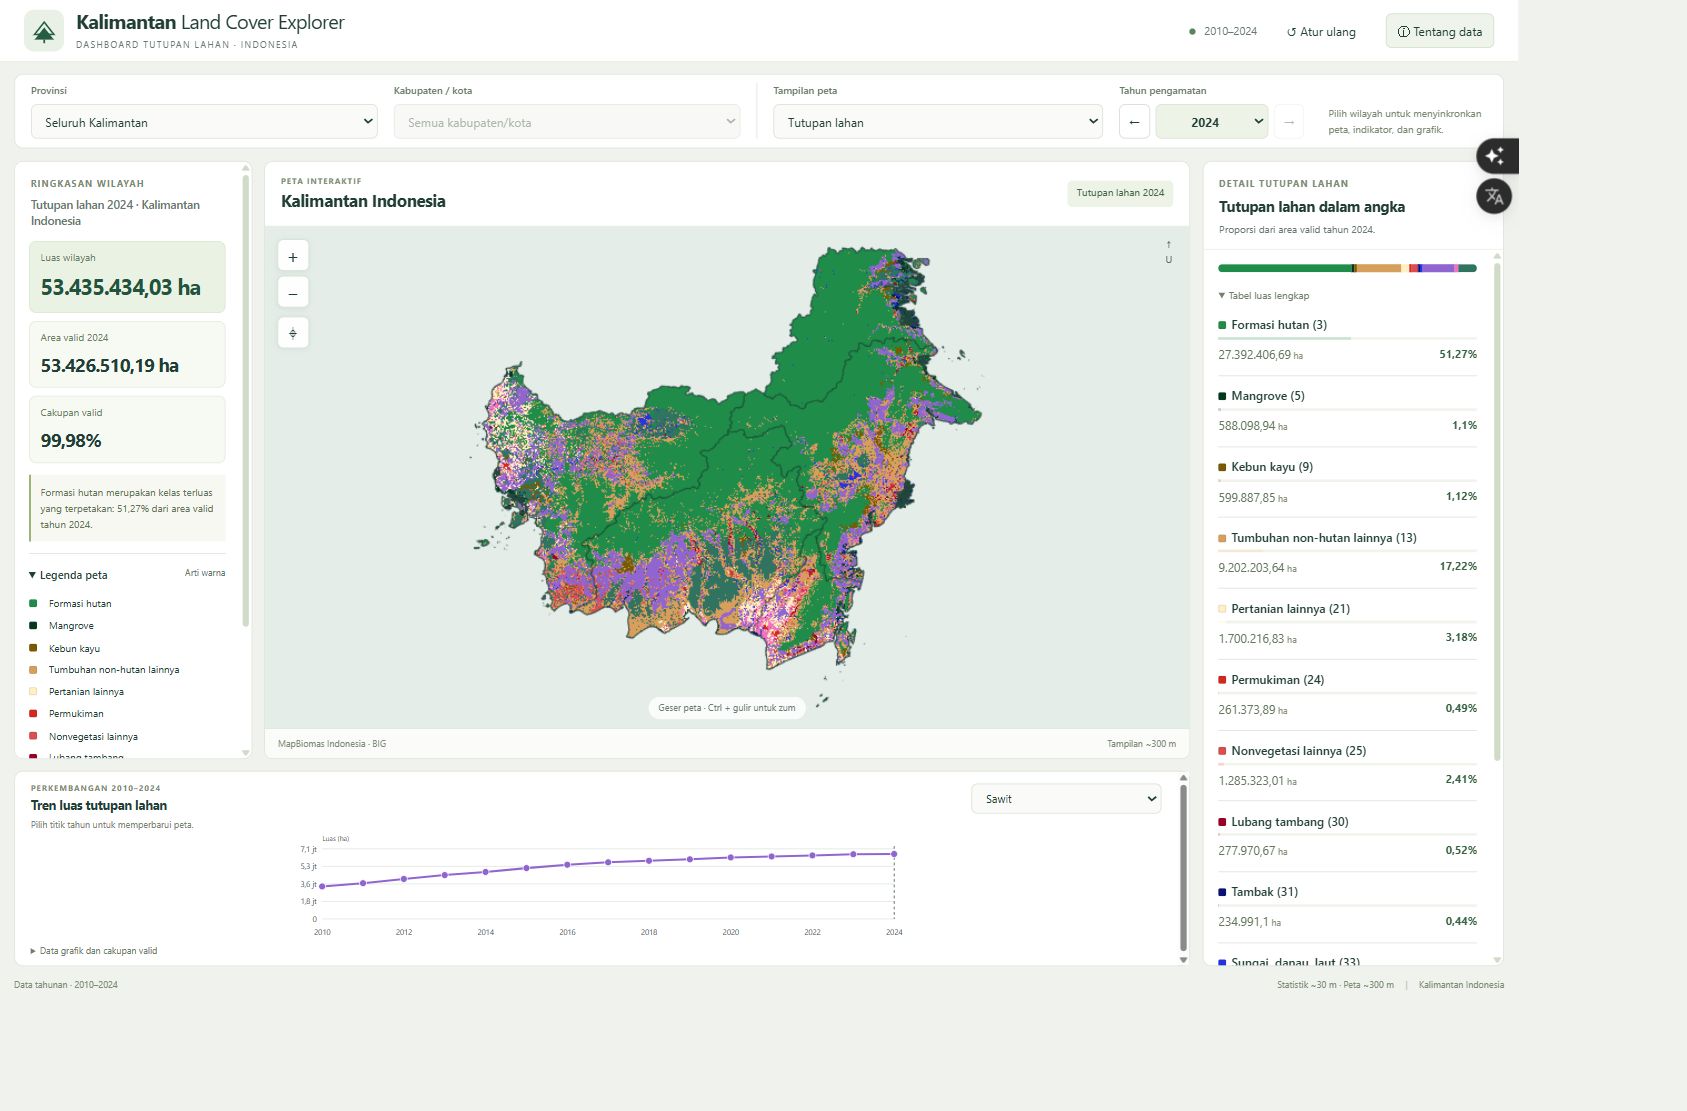 Kalimantan Land Cover Explorer
DASHBOARD TUTUPAN LAHAN · INDONESIA
2010–2024
↺ Atur ulang
ⓘ Tentang data
Provinsi
Seluruh Kalimantan
Kabupaten / kota
Semua kabupaten/kota
Tampilan peta
Tutupan lahan
Tahun pengamatan
←
2024
→
Pilih wilayah untuk menyinkronkan
peta, indikator, dan grafik.
RINGKASAN WILAYAH
Tutupan lahan 2024 · Kalimantan
Indonesia
Luas wilayah
53.435.434,03 ha
Area valid 2024
53.426.510,19 ha
Cakupan valid
99,98%
Formasi hutan merupakan kelas terluas
yang terpetakan: 51,27% dari area valid
tahun 2024.
▼ Legenda peta
Arti warna
Formasi hutan
Mangrove
Kebun kayu
Tumbuhan non-hutan lainnya
Pertanian lainnya
Permukiman
Nonvegetasi lainnya
Lubang tambang
PETA INTERAKTIF
Kalimantan Indonesia
Tutupan lahan 2024
+
−
↑
U
Geser peta · Ctrl + gulir untuk zum
MapBiomas Indonesia · BIG
Tampilan ~300 m
PERKEMBANGAN 2010–2024
Tren luas tutupan lahan
Pilih titik tahun untuk memperbarui peta.
Sawit
Luas (ha)
7,1 jt
5,3 jt
3,6 jt
1,8 jt
0
2010 2012 2014 2016 2018 2020 2022 2024
▶ Data grafik dan cakupan valid
DETAIL TUTUPAN LAHAN
Tutupan lahan dalam angka
Proporsi dari area valid tahun 2024.
▼ Tabel luas lengkap
Formasi hutan (3)
27.392.406,69 ha 51,27%
Mangrove (5)
588.098,94 ha 1,1%
Kebun kayu (9)
599.887,85 ha 1,12%
Tumbuhan non-hutan lainnya (13)
9.202.203,64 ha 17,22%
Pertanian lainnya (21)
1.700.216,83 ha 3,18%
Permukiman (24)
261.373,89 ha 0,49%
Nonvegetasi lainnya (25)
1.285.323,01 ha 2,41%
Lubang tambang (30)
277.970,67 ha 0,52%
Tambak (31)
234.991,1 ha 0,44%
Sungai, danau, laut (33)
Data tahunan · 2010–2024
Statistik ~30 m · Peta ~300 m | Kalimantan Indonesia